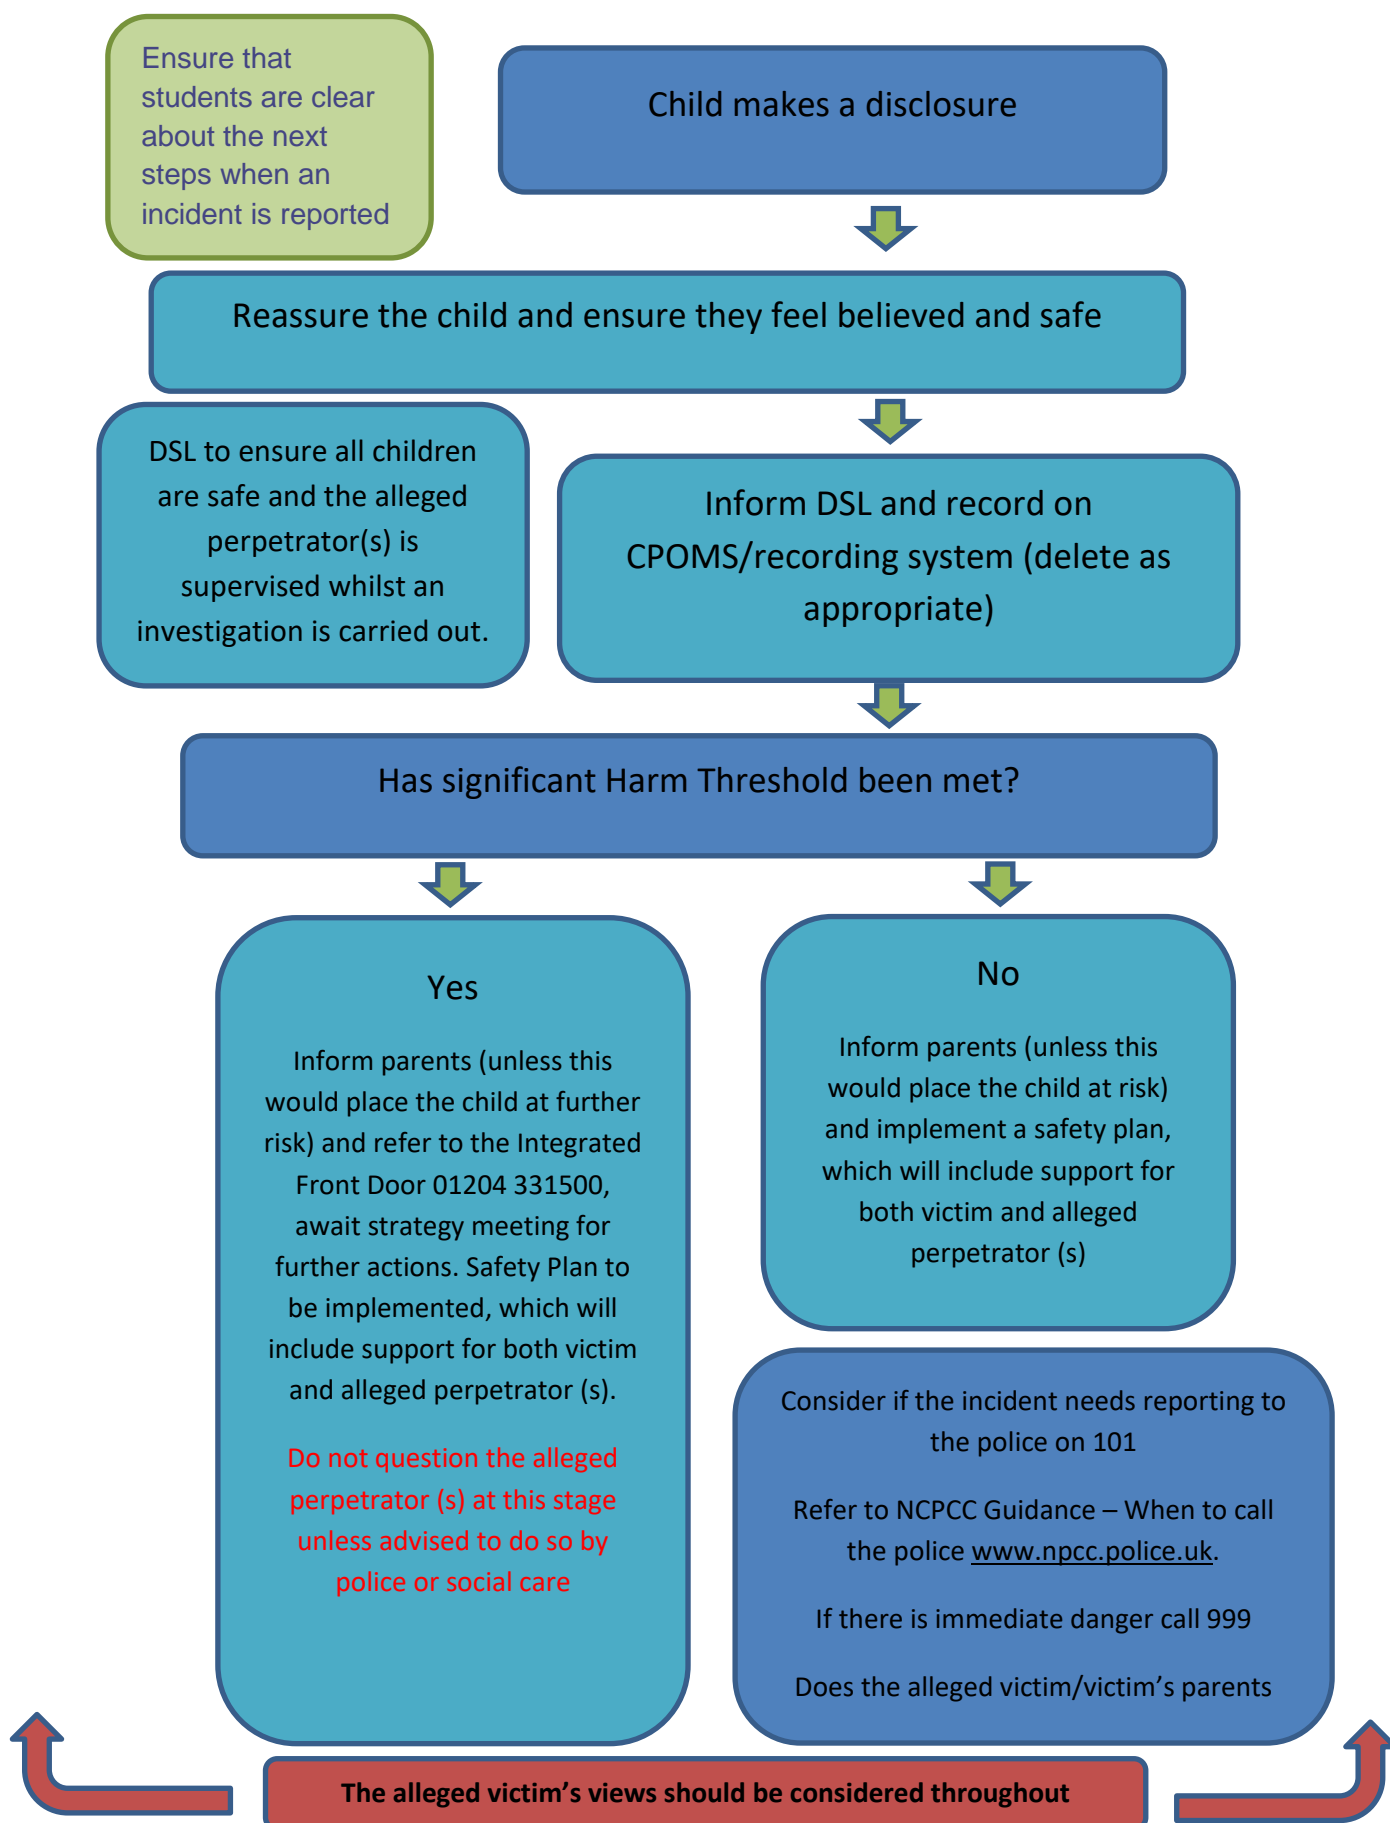 Ensure that
students are clear
about the next
steps when an
incident is reported
Child makes a disclosure
Reassure the child and ensure they feel believed and safe
DSL to ensure all children
are safe and the alleged
perpetrator(s) is
supervised whilst an
investigation is carried out.
Inform DSL and record on
CPOMS/recording system (delete as
appropriate)
Has significant Harm Threshold been met?
Yes
Inform parents (unless this
would place the child at further
risk) and refer to the Integrated
Front Door 01204 331500,
await strategy meeting for
further actions. Safety Plan to
be implemented, which will
include support for both victim
and alleged perpetrator (s).
Do not question the alleged
perpetrator (s) at this stage
unless advised to do so by
police or social care
No
Inform parents (unless this
would place the child at risk)
and implement a safety plan,
which will include support for
both victim and alleged
perpetrator (s)
Consider if the incident needs reporting to
the police on 101
Refer to NCPCC Guidance – When to call
the police www.npcc.police.uk.
If there is immediate danger call 999
Does the alleged victim/victim’s parents
The alleged victim’s views should be considered throughout